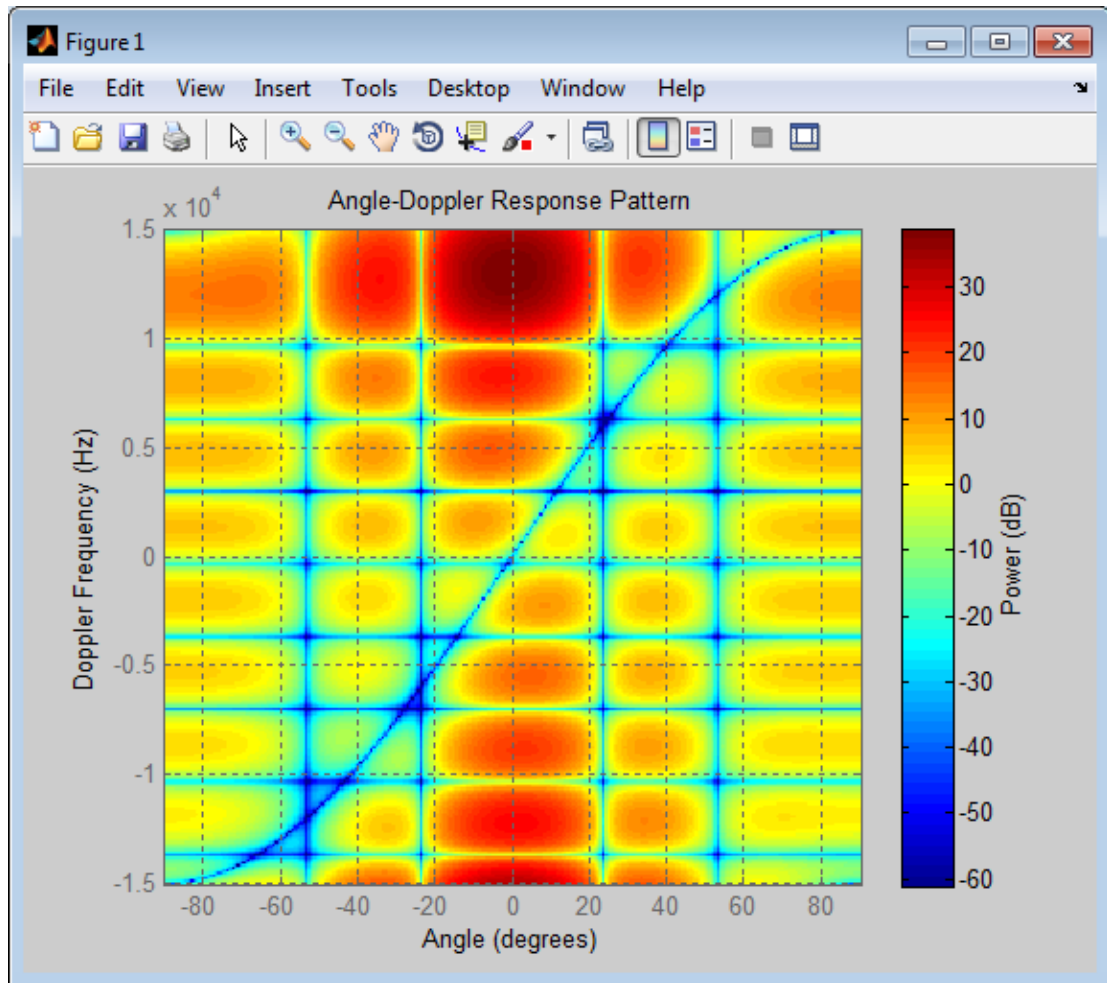 Figure 1
File Edit View Insert Tools Desktop Window Help
x 10^4
Angle-Doppler Response Pattern
1.5
1
0.5
0
-0.5
-1
-1.5
Doppler Frequency (Hz)
-80 -60 -40 -20 0 20 40 60 80
Angle (degrees)
30
20
10
0
-10
-20
-30
-40
-50
-60
Power (dB)